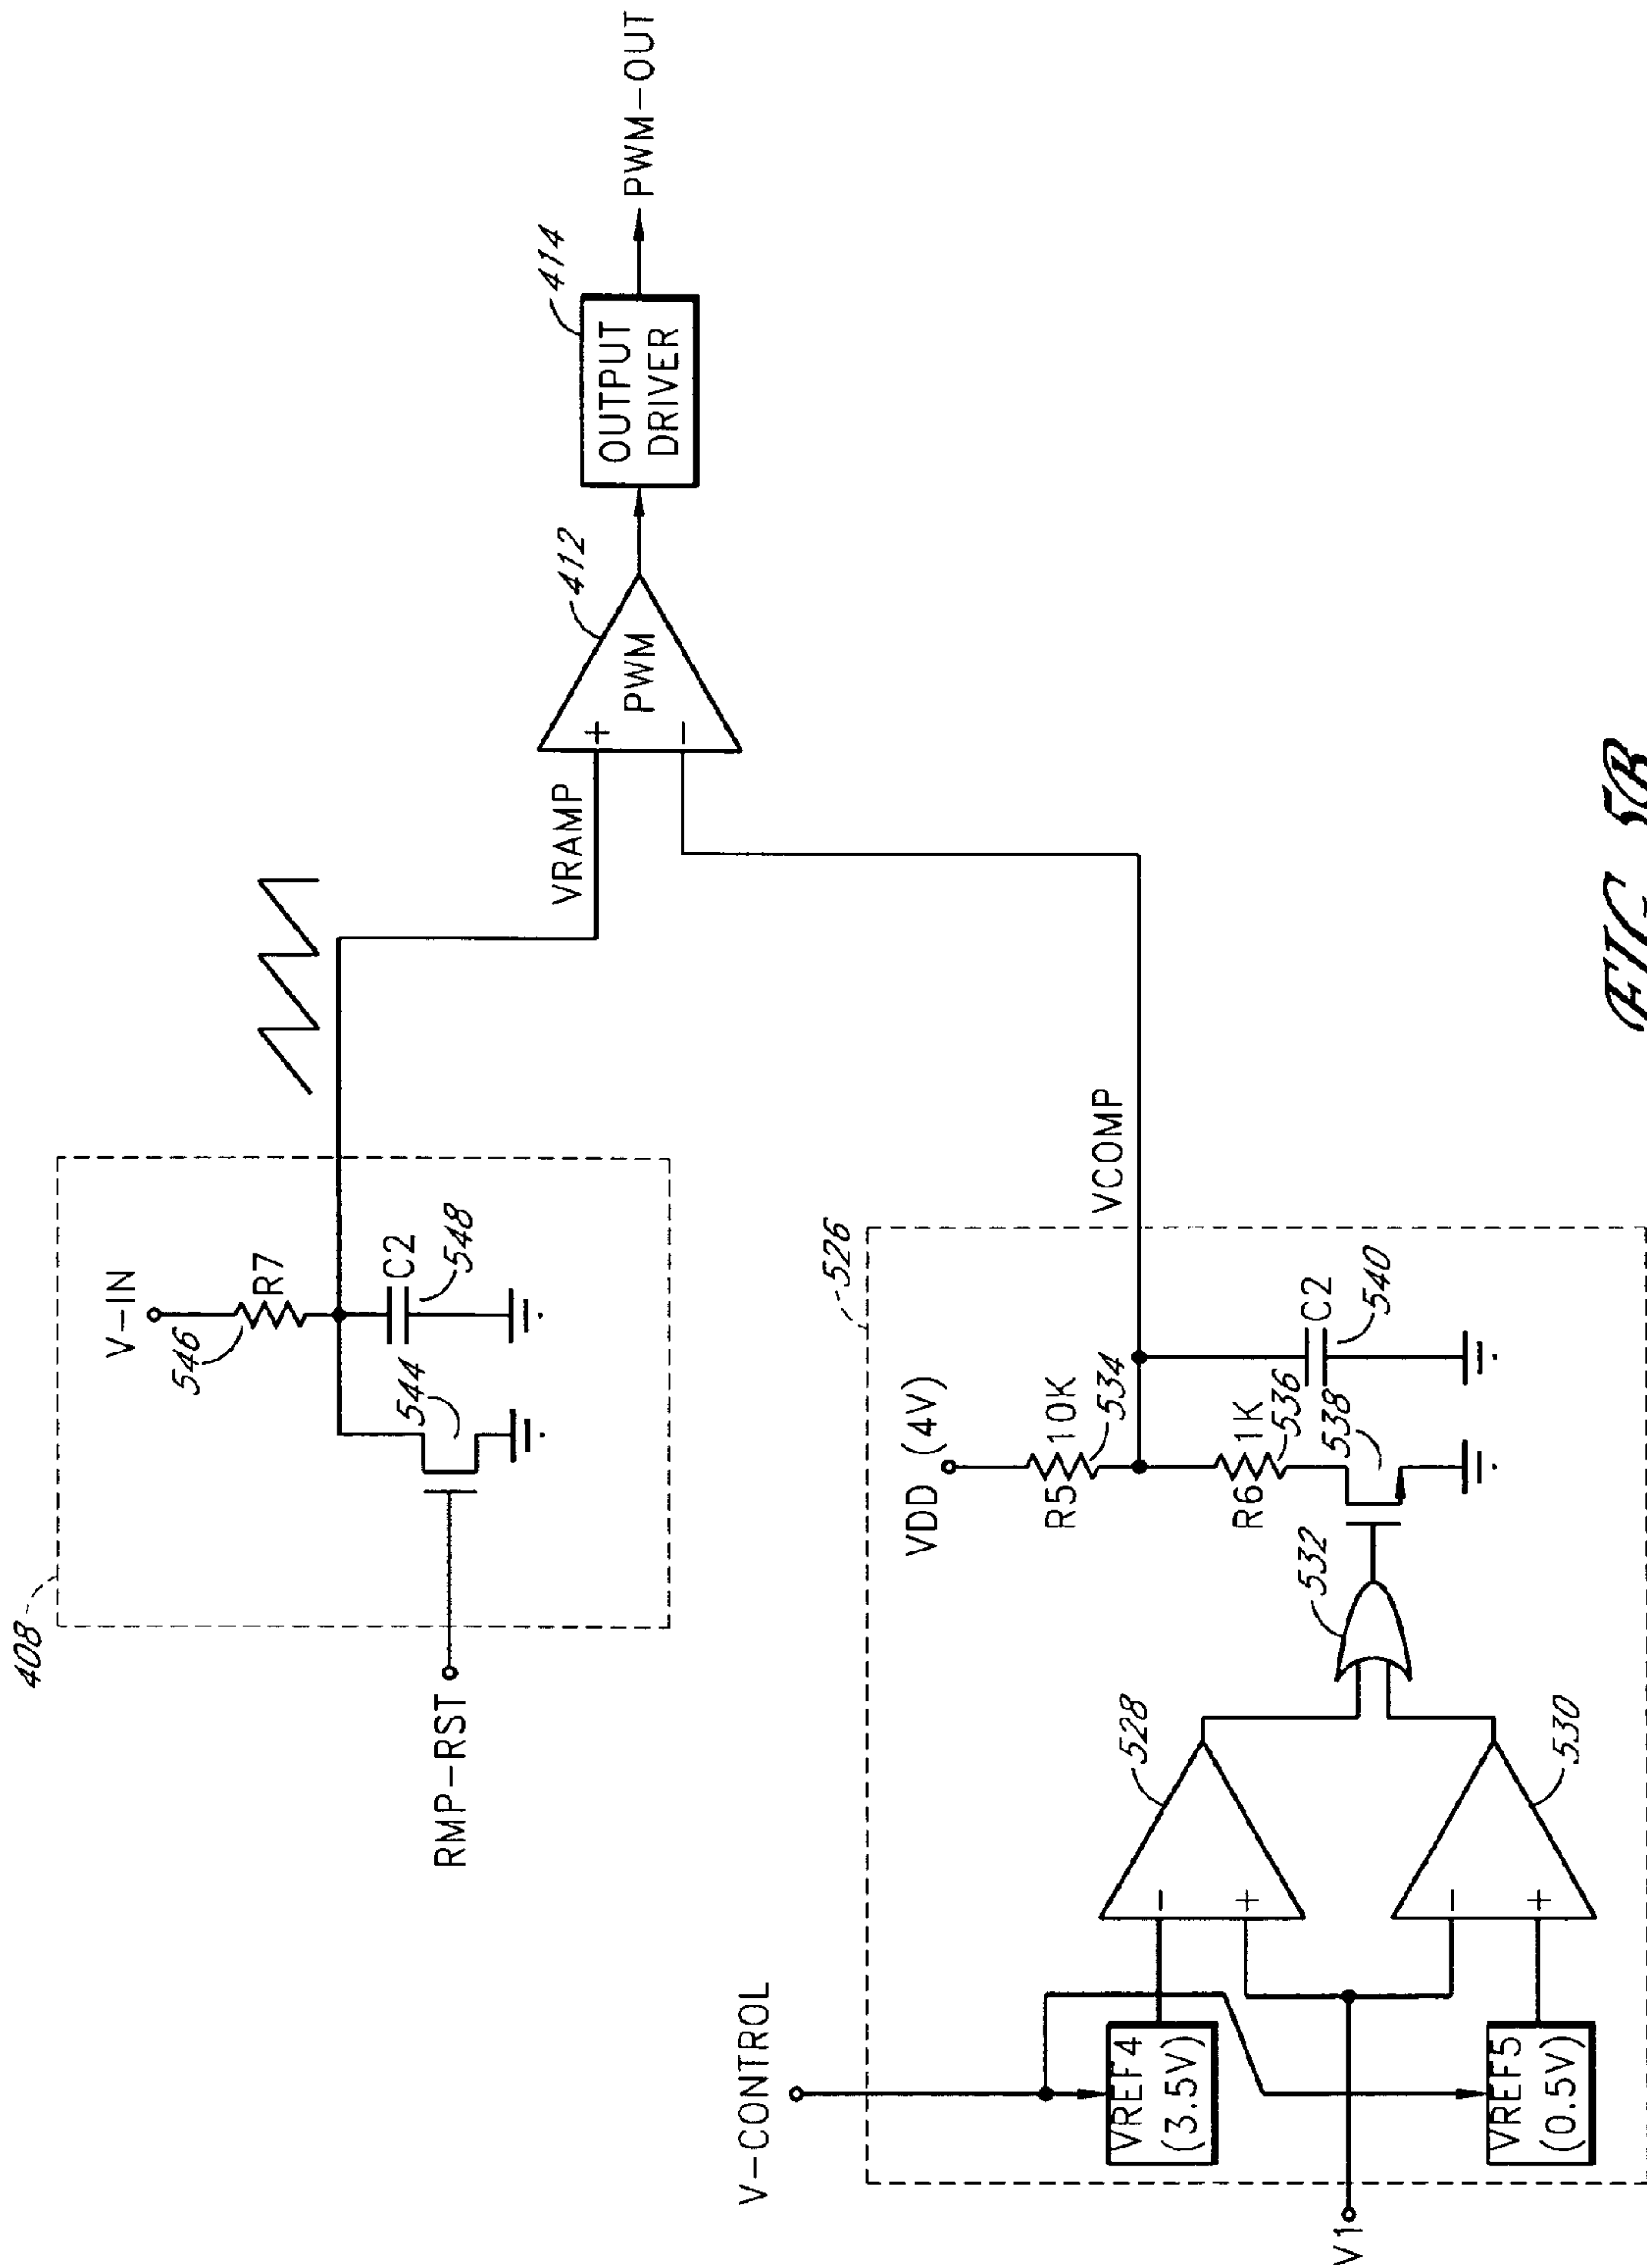 408
V-IN
546
R7
544
C2
548
RMP-RST
VRAMP
PWM
+
-
412
414
OUTPUT
DRIVER
PWM-OUT
V-CONTROL
526
VCOMP
VDD (4V)
R5
10K
534
R6
1K
536
538
C2
540
532
528
-
+
530
-
+
VREF4
(3.5V)
VREF5
(0.5V)
V1
FIG. 5B